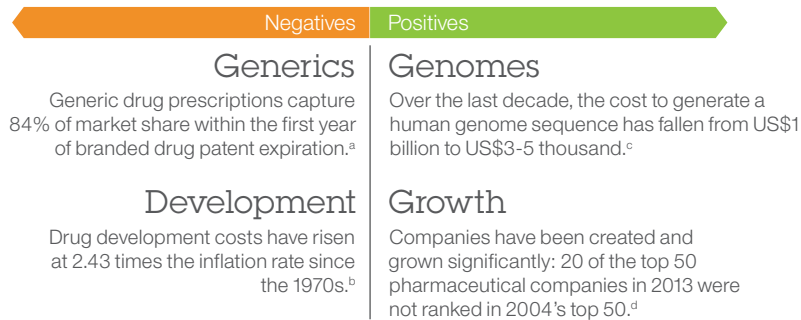 Negatives
Positives
Generics
Generic drug prescriptions capture
84% of market share within the first year
of branded drug patent expiration.ᵃ
Genomes
Over the last decade, the cost to generate a
human genome sequence has fallen from US$1
billion to US$3-5 thousand.ᶜ
Development
Drug development costs have risen
at 2.43 times the inflation rate since
the 1970s.ᵇ
Growth
Companies have been created and
grown significantly: 20 of the top 50
pharmaceutical companies in 2013 were
not ranked in 2004's top 50.ᵈ